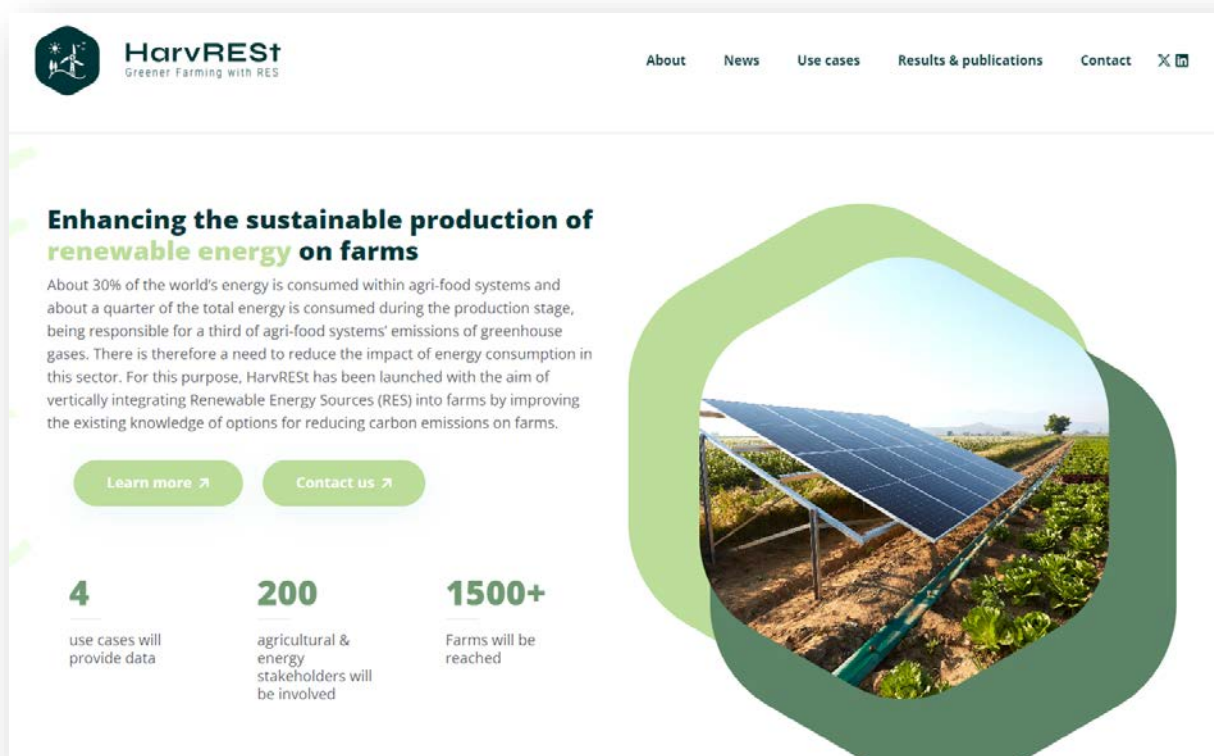 HarvRESt
Greener Farming with RES
About News Use cases Results & publications Contact
Enhancing the sustainable production of
renewable energy on farms
About 30% of the world's energy is consumed within agri-food systems and
about a quarter of the total energy is consumed during the production stage,
being responsible for a third of agri-food systems' emissions of greenhouse
gases. There is therefore a need to reduce the impact of energy consumption in
this sector. For this purpose, HarvRESt has been launched with the aim of
vertically integrating Renewable Energy Sources (RES) into farms by improving
the existing knowledge of options for reducing carbon emissions on farms.
Learn more Contact us
4
use cases will
provide data
200
agricultural &
energy
stakeholders will
be involved
1500+
Farms will be
reached